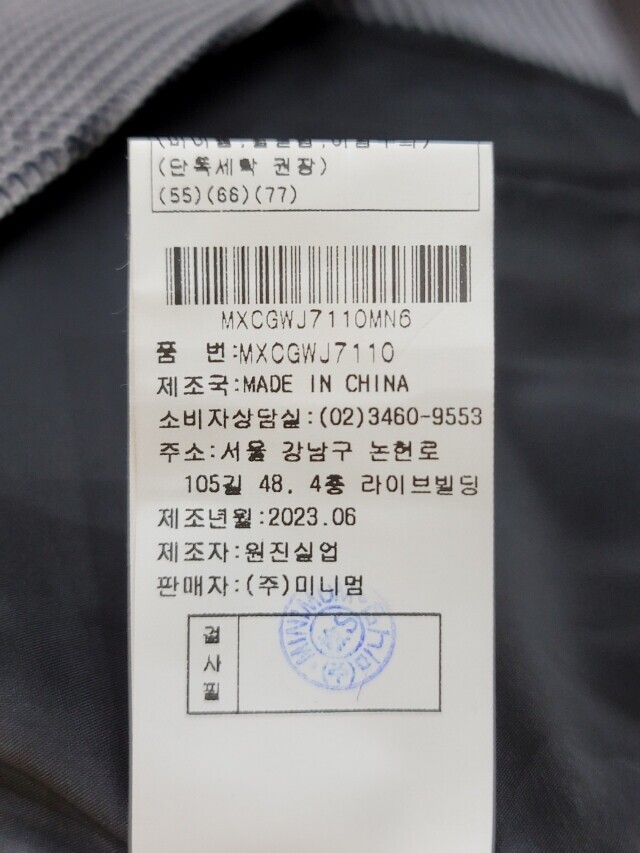 (단독세탁 권장)
(55)(66)(77)
MXCGWJ7110MN6
품 번:MXCGWJ7110
제조국:MADE IN CHINA
소비자상담실:(02)3460-9553
주소:서울 강남구 논현로
105길 48, 4층 라이브빌딩
제조년월:2023.06
제조자:원진실업
판매자:(주)미니멈
검사필